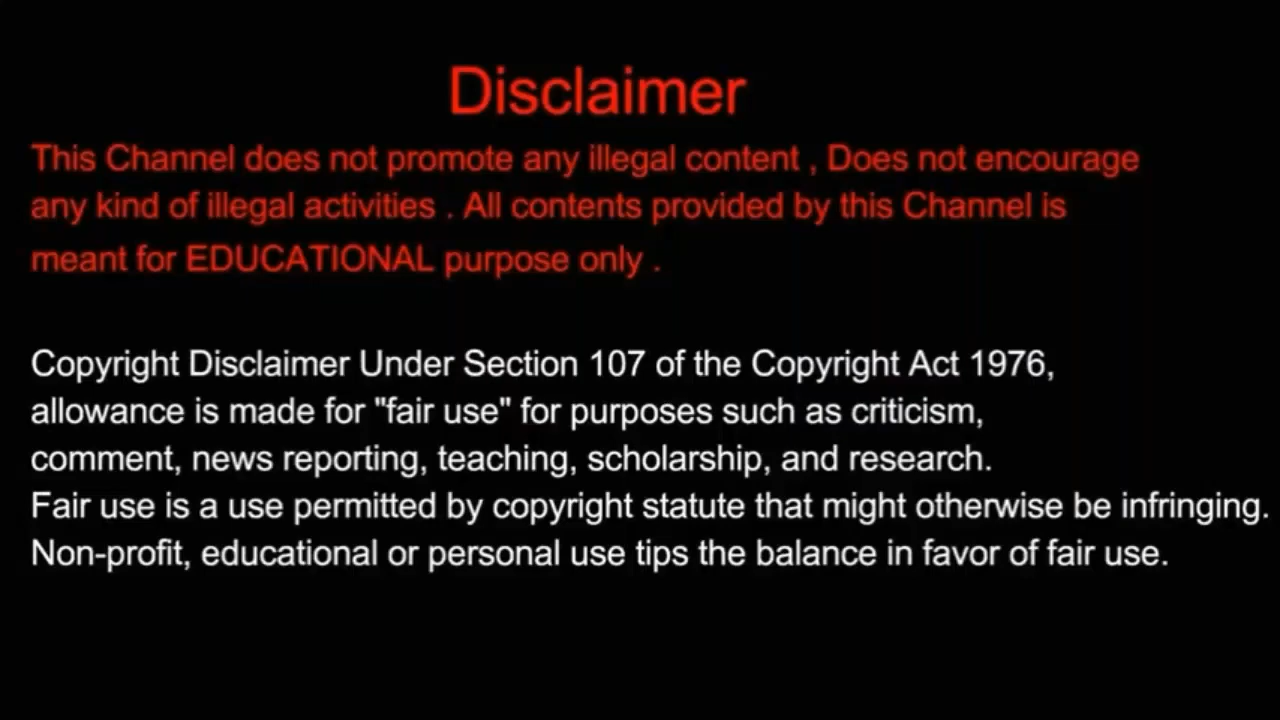 Disclaimer
This Channel does not promote any illegal content , Does not encourage
any kind of illegal activities . All contents provided by this Channel is
meant for EDUCATIONAL purpose only .
Copyright Disclaimer Under Section 107 of the Copyright Act 1976,
allowance is made for "fair use" for purposes such as criticism,
comment, news reporting, teaching, scholarship, and research.
Fair use is a use permitted by copyright statute that might otherwise be infringing.
Non-profit, educational or personal use tips the balance in favor of fair use.